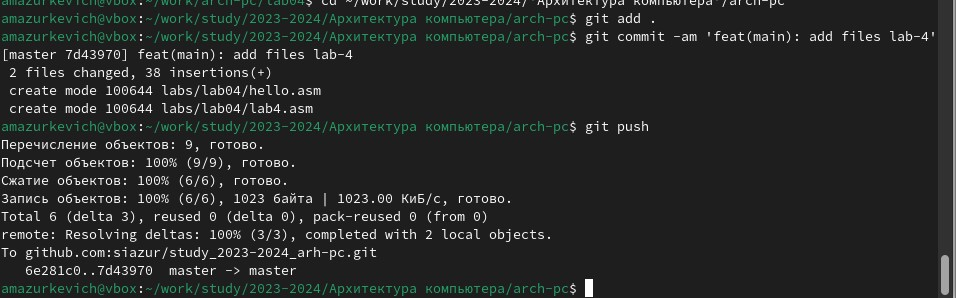 amazurkevich@vbox:~/work/arch-pc/lab04$ cd ~/work/study/2023-2024/"Архитектура компьютера"/arch-pc
amazurkevich@vbox:~/work/study/2023-2024/Архитектура компьютера/arch-pc$ git add .
amazurkevich@vbox:~/work/study/2023-2024/Архитектура компьютера/arch-pc$ git commit -am 'feat(main): add files lab-4'
[master 7d43970] feat(main): add files lab-4
 2 files changed, 38 insertions(+)
 create mode 100644 labs/lab04/hello.asm
 create mode 100644 labs/lab04/lab4.asm
amazurkevich@vbox:~/work/study/2023-2024/Архитектура компьютера/arch-pc$ git push
Перечисление объектов: 9, готово.
Подсчет объектов: 100% (9/9), готово.
Сжатие объектов: 100% (6/6), готово.
Запись объектов: 100% (6/6), 1023 байта | 1023.00 КиБ/с, готово.
Total 6 (delta 3), reused 0 (delta 0), pack-reused 0 (from 0)
remote: Resolving deltas: 100% (3/3), completed with 2 local objects.
To github.com:siazur/study_2023-2024_arh-pc.git
   6e281c0..7d43970  master -> master
amazurkevich@vbox:~/work/study/2023-2024/Архитектура компьютера/arch-pc$